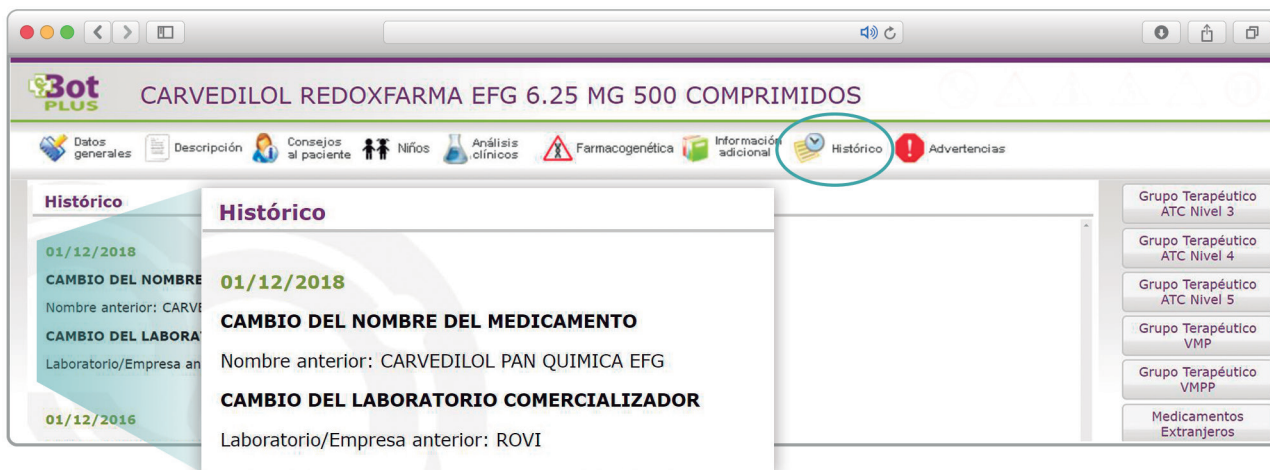 Bot
PLUS
CARVEDILOL REDOXFARMA EFG 6.25 MG 500 COMPRIMIDOS
Datos
generales
Descripción
Consejos
al paciente
Niños
Análisis
clínicos
Farmacogenética
Información
adicional
Histórico
Advertencias
Histórico
01/12/2018
CAMBIO DEL NOMBRE
Nombre anterior: CARVE
CAMBIO DEL LABORA
Laboratorio/Empresa an
01/12/2016
Histórico
01/12/2018
CAMBIO DEL NOMBRE DEL MEDICAMENTO
Nombre anterior: CARVEDILOL PAN QUIMICA EFG
CAMBIO DEL LABORATORIO COMERCIALIZADOR
Laboratorio/Empresa anterior: ROVI
Grupo Terapéutico
ATC Nivel 3
Grupo Terapéutico
ATC Nivel 4
Grupo Terapéutico
ATC Nivel 5
Grupo Terapéutico
VMP
Grupo Terapéutico
VMPP
Medicamentos
Extranjeros